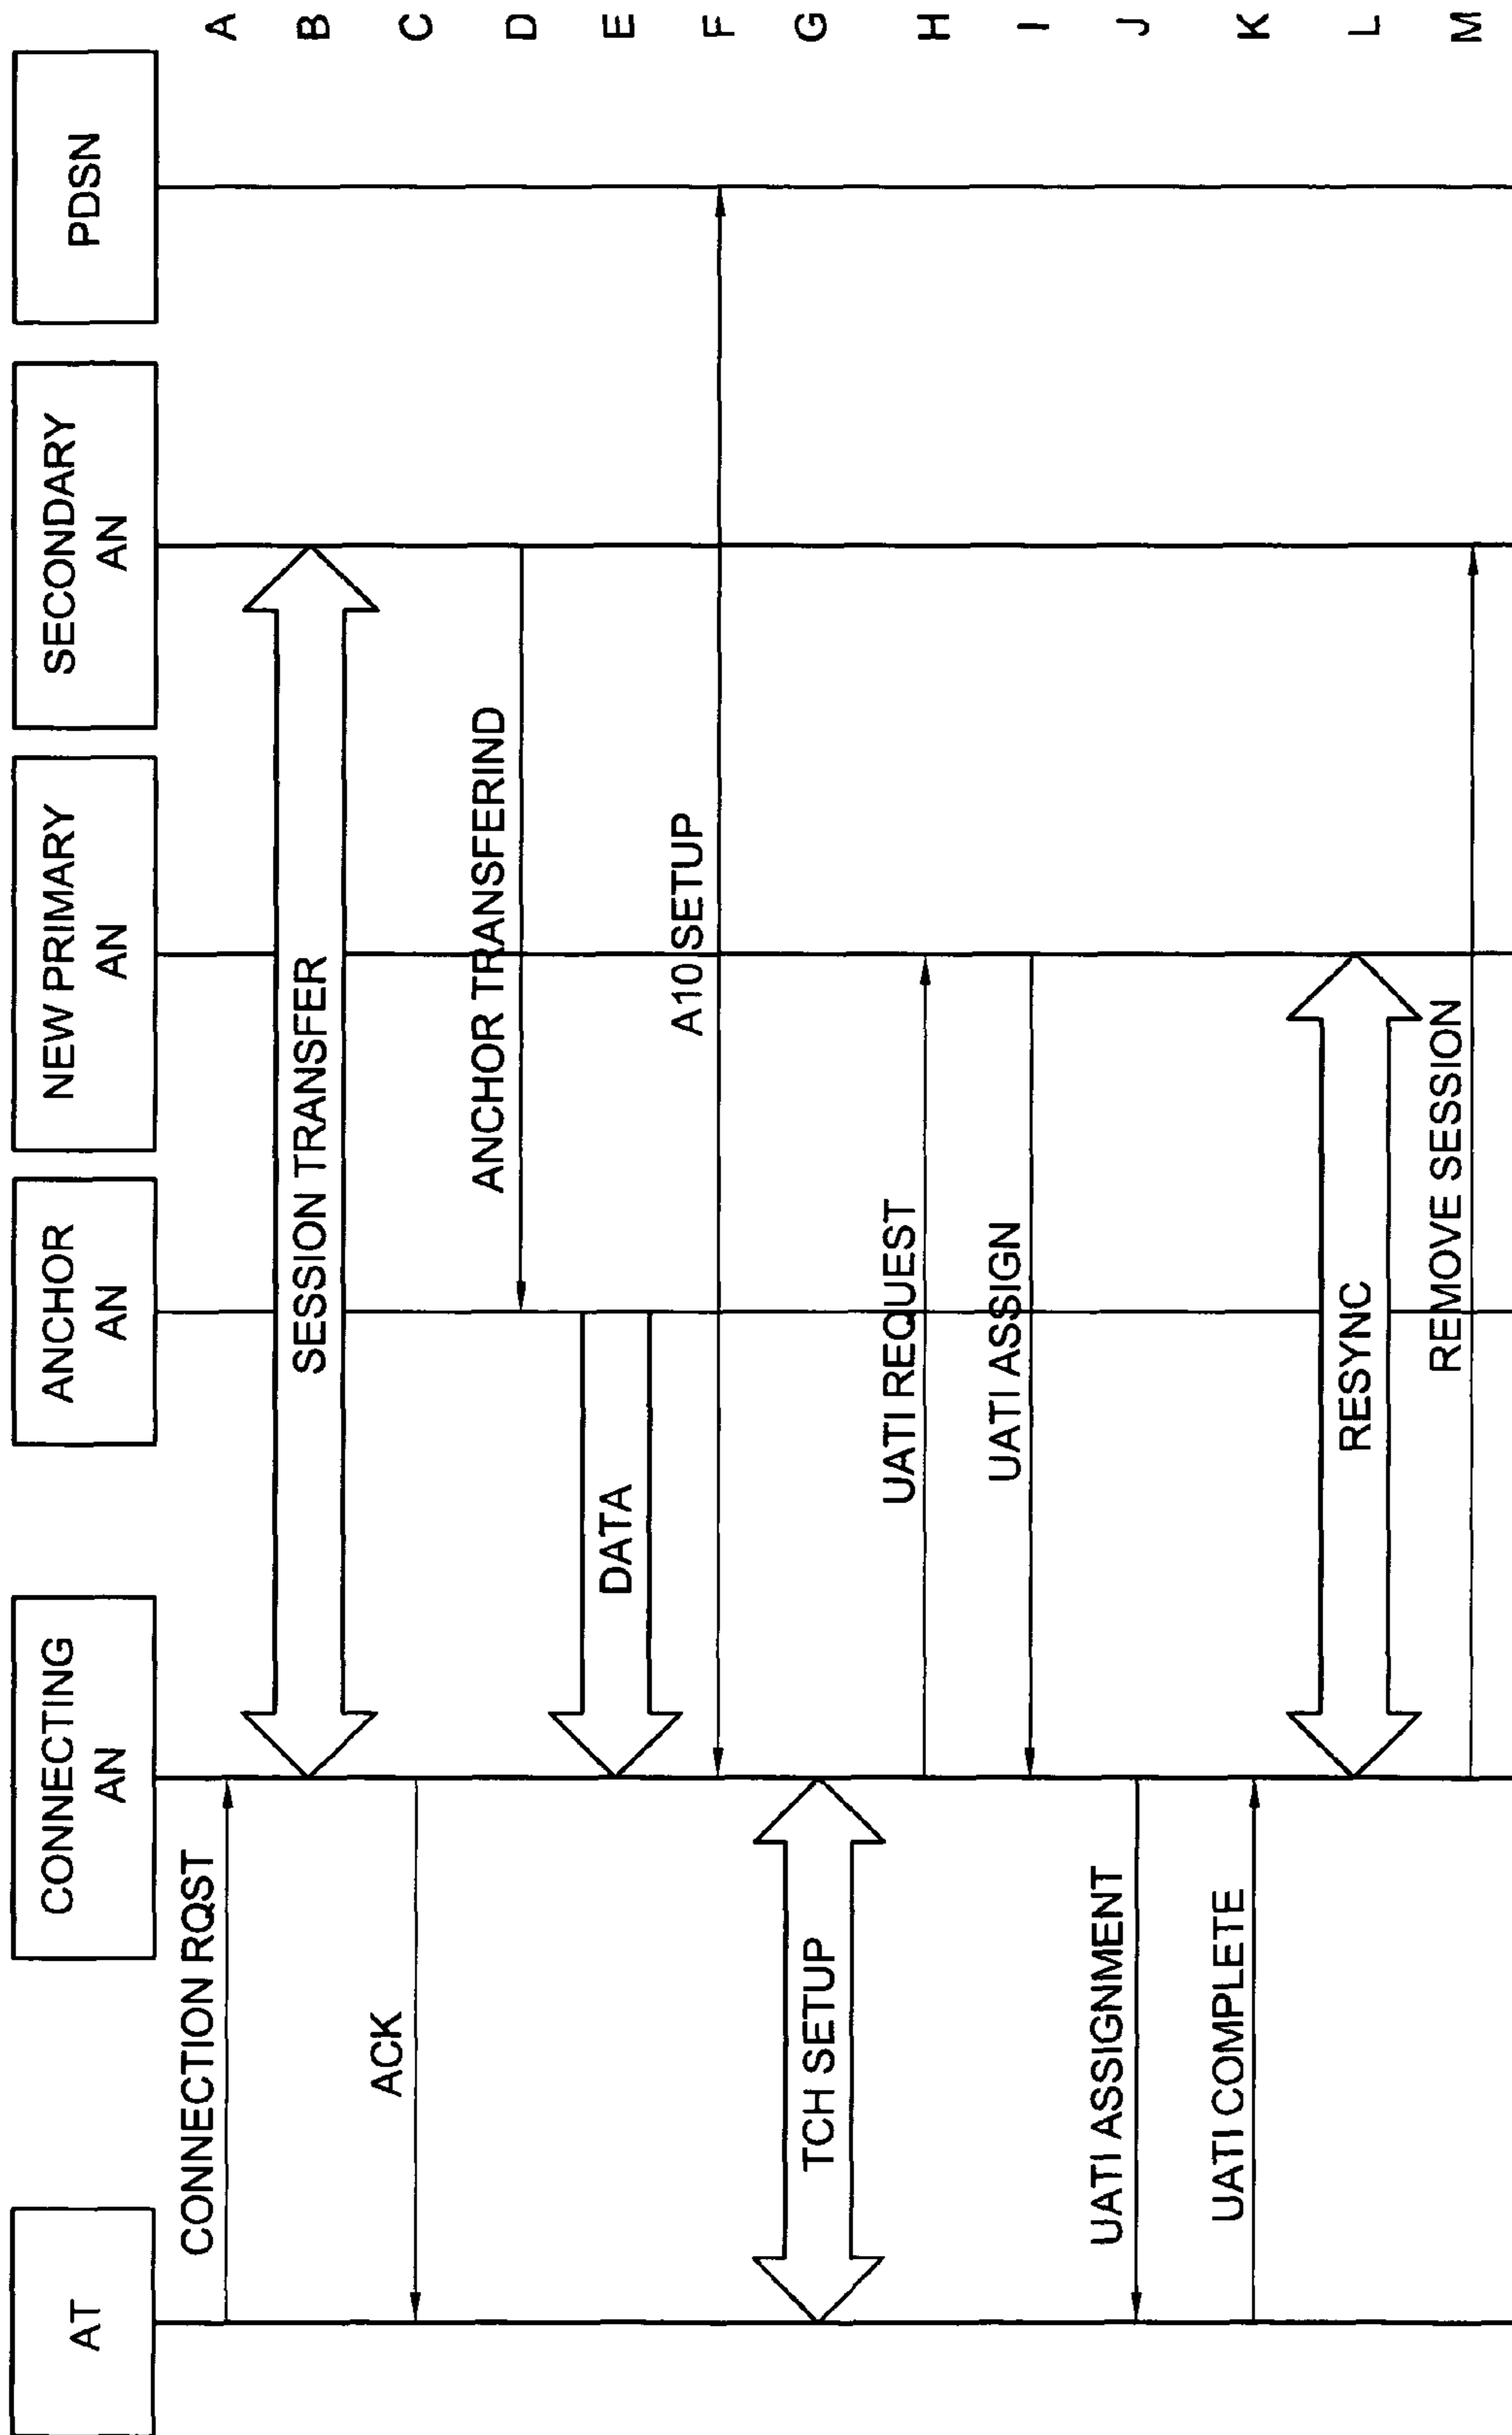 AT
CONNECTING
AN
ANCHOR
AN
NEW PRIMARY
AN
SECONDARY
AN
PDSN
CONNECTION RQST
A
SESSION TRANSFER
B
ACK
C
ANCHOR TRANSFERIND
D
DATA
E
A10 SETUP
F
TCH SETUP
G
UATI REQUEST
H
UATI ASSIGN
I
UATI ASSIGNMENT
J
UATI COMPLETE
K
RESYNC
L
REMOVE SESSION
M